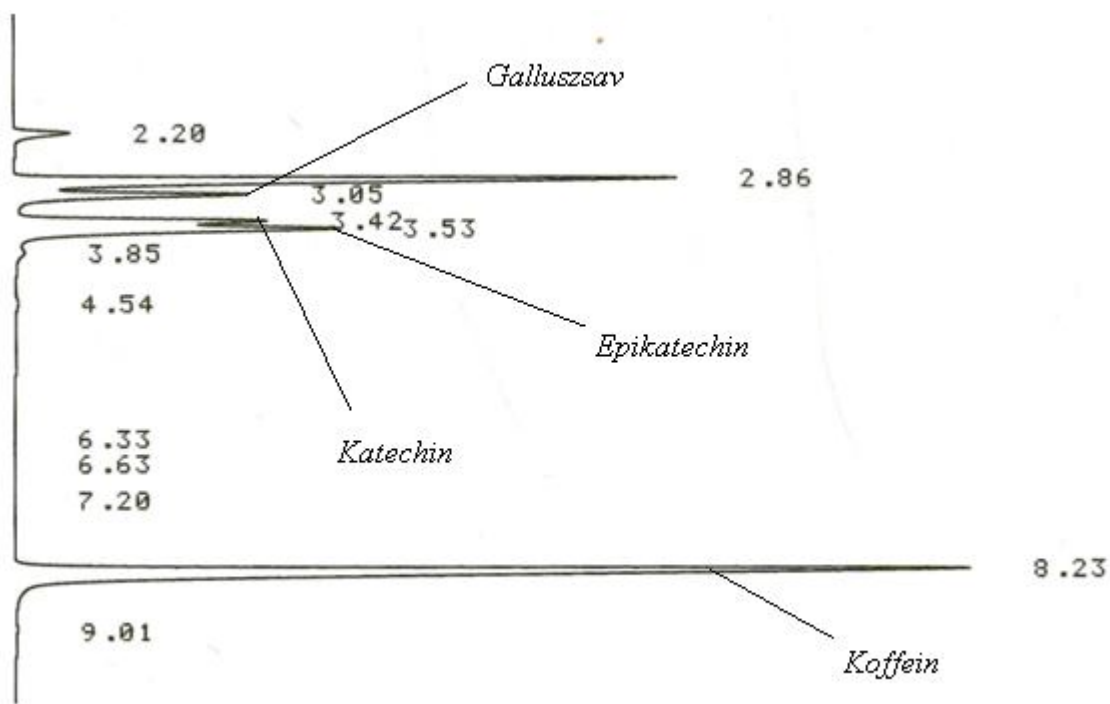 Galluszsav
2.20
2.86
3.05
3.42 3.53
3.85
4.54
Epikatechin
6.33
Katechin
6.63
7.20
8.23
9.01
Koffein